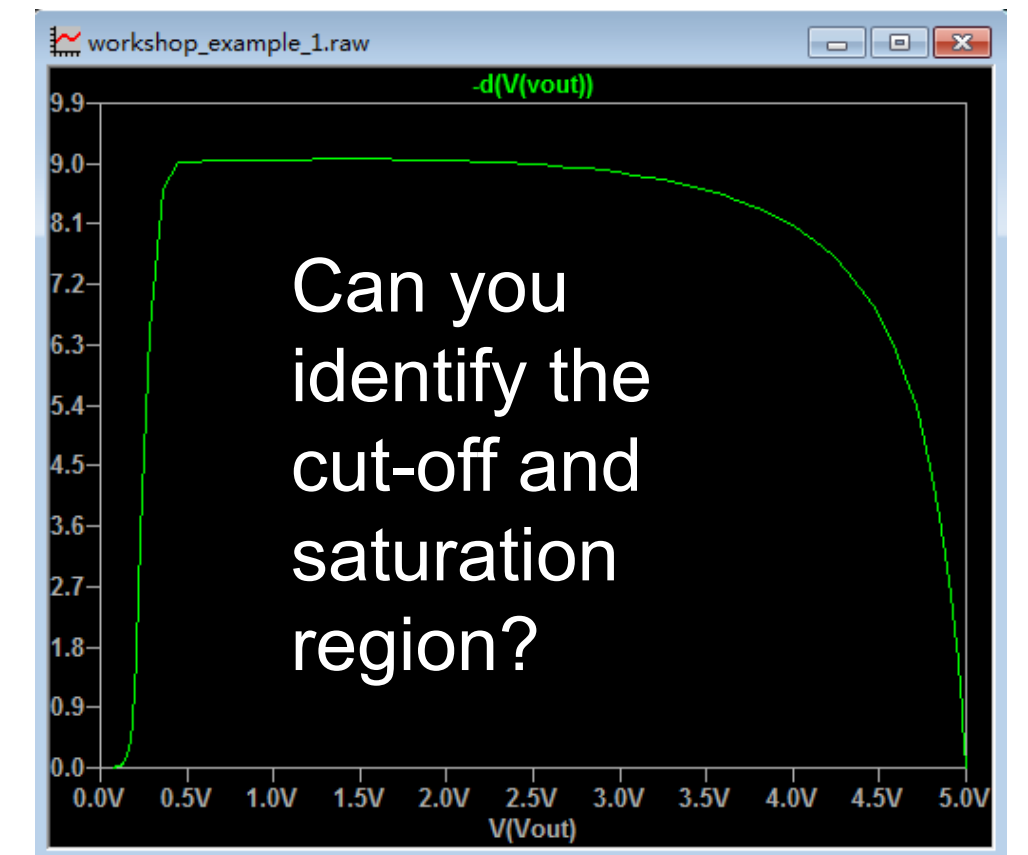 workshop_example_1.raw
-d(V(vout))
9.9
9.0
8.1
7.2
6.3
5.4
4.5
3.6
2.7
1.8
0.9
0.0
Can you
identify the
cut-off and
saturation
region?
0.0V 0.5V 1.0V 1.5V 2.0V 2.5V 3.0V 3.5V 4.0V 4.5V 5.0V
V(Vout)